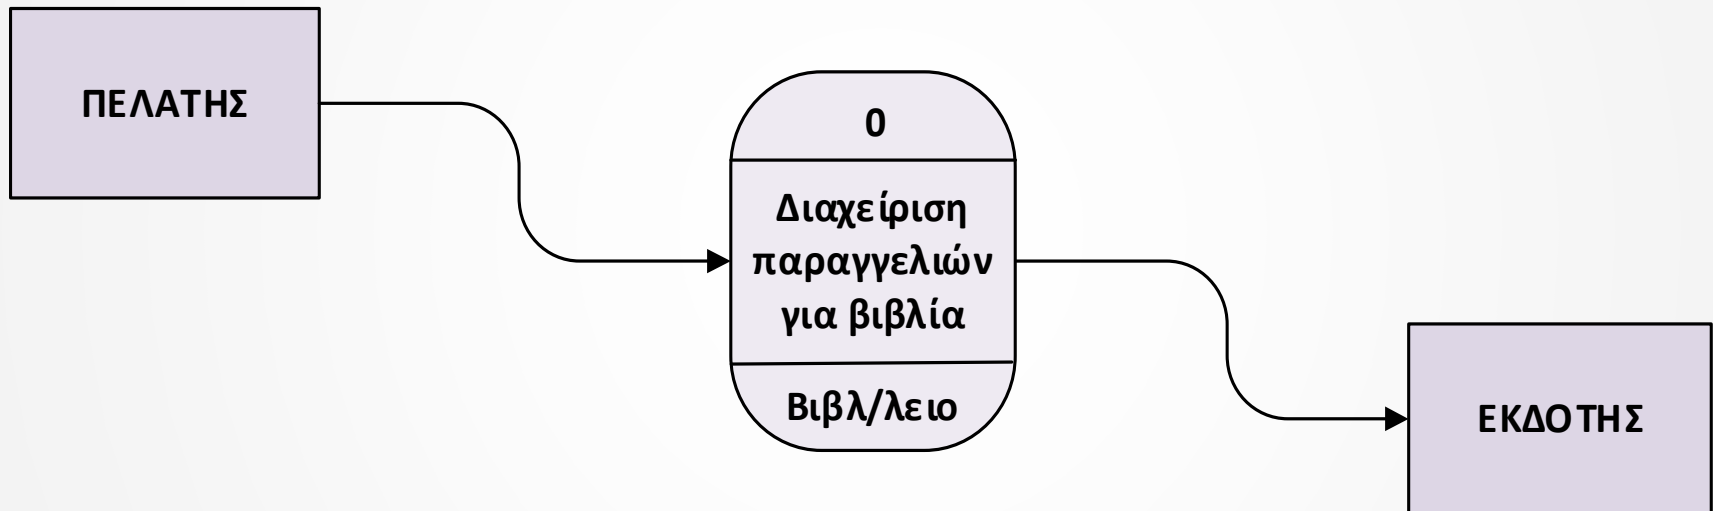 ΠΕΛΑΤΗΣ
0
Διαχείριση
παραγγελιών
για βιβλία
Βιβλ/λειο
ΕΚΔΟΤΗΣ